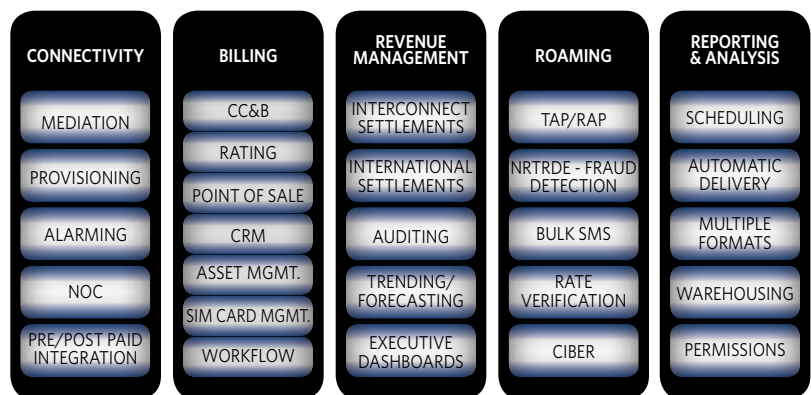 CONNECTIVITY
MEDIATION
PROVISIONING
ALARMING
NOC
PRE/POST PAID
INTEGRATION
BILLING
CC&B
RATING
POINT OF SALE
CRM
ASSET MGMT.
SIM CARD MGMT.
WORKFLOW
REVENUE
MANAGEMENT
INTERCONNECT
SETTLEMENTS
INTERNATIONAL
SETTLEMENTS
AUDITING
TRENDING/
FORECASTING
EXECUTIVE
DASHBOARDS
ROAMING
TAP/RAP
NRTRDE - FRAUD
DETECTION
BULK SMS
RATE
VERIFICATION
CIBER
REPORTING
& ANALYSIS
SCHEDULING
AUTOMATIC
DELIVERY
MULTIPLE
FORMATS
WAREHOUSING
PERMISSIONS